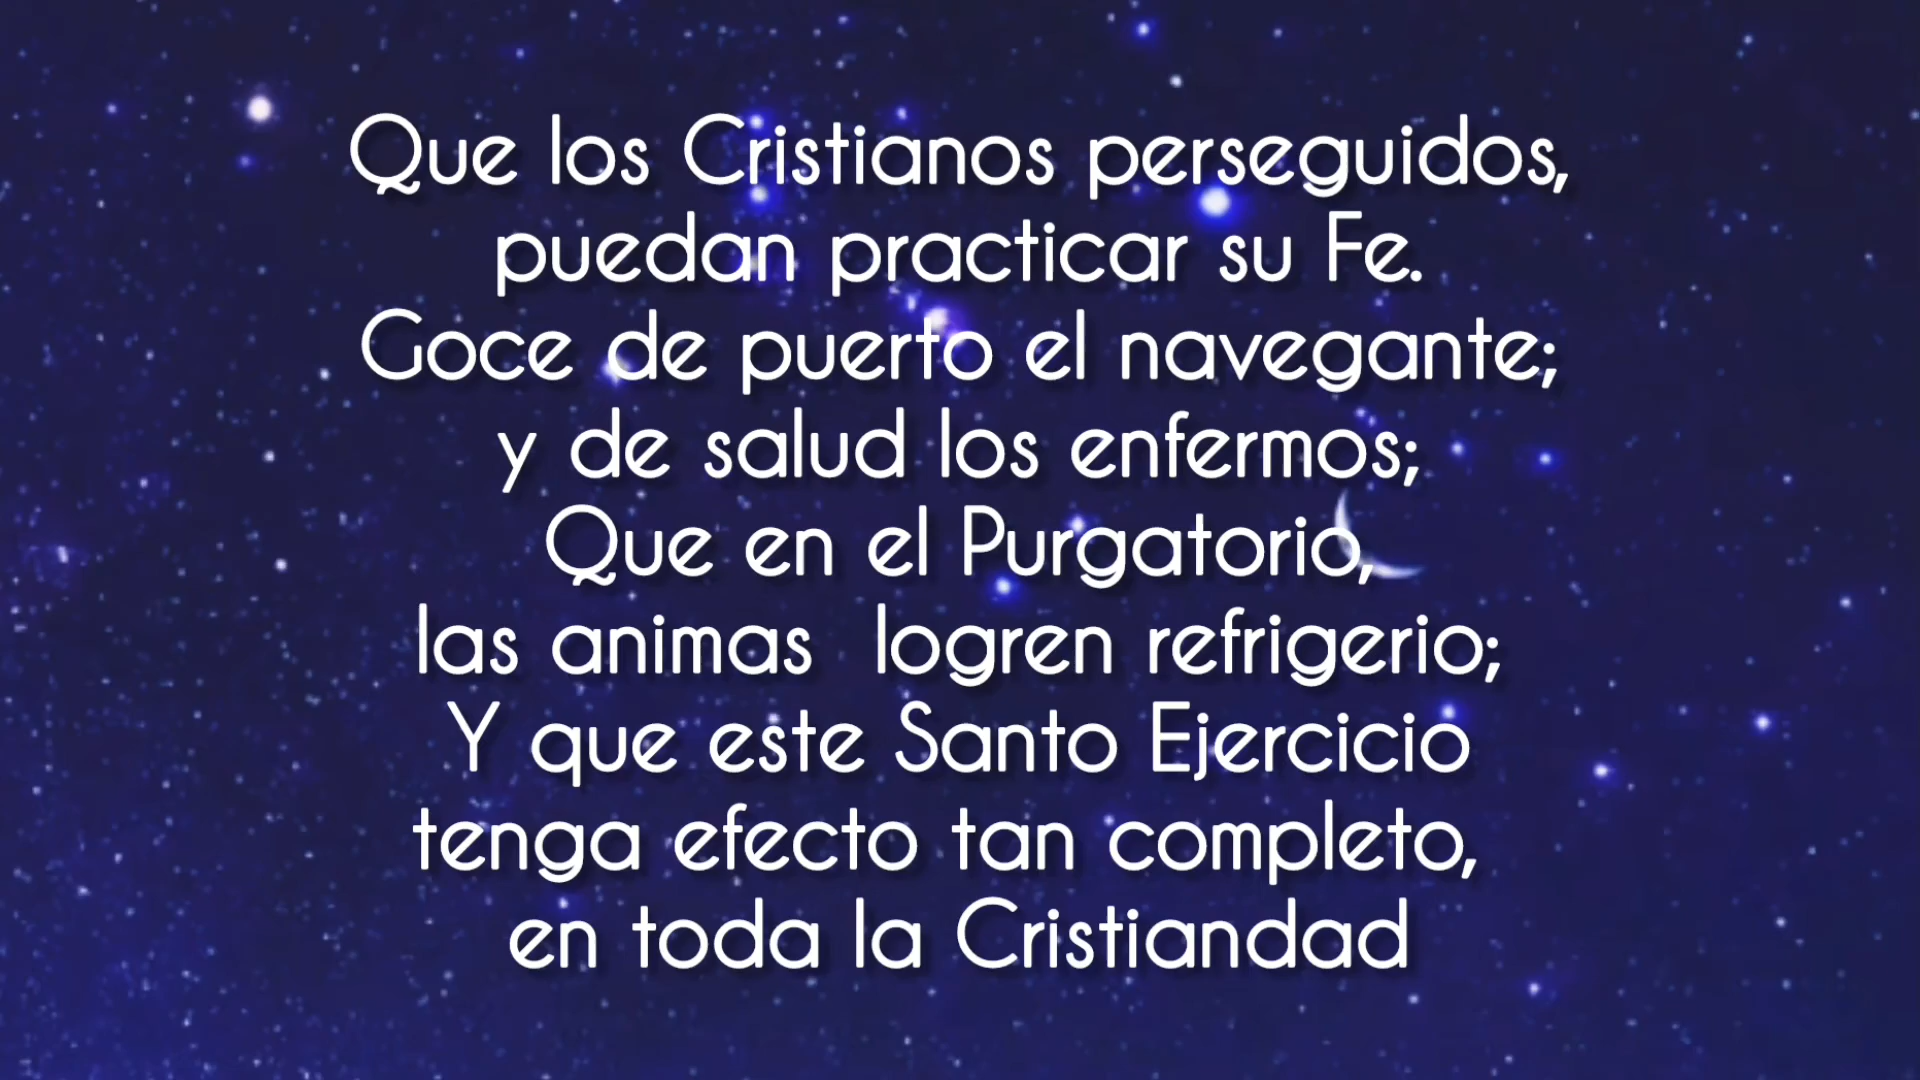 Que los Cristianos perseguidos,
puedan practicar su Fe.
Goce de puerto el navegante;
y de salud los enfermos;
Que en el Purgatorio,
las animas  logren refrigerio;
Y que este Santo Ejercicio
tenga efecto tan completo,
en toda la Cristiandad